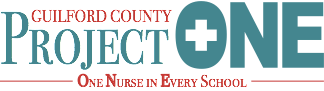 GUILFORD COUNTY
PROJECT ONE
ONE NURSE IN EVERY SCHOOL